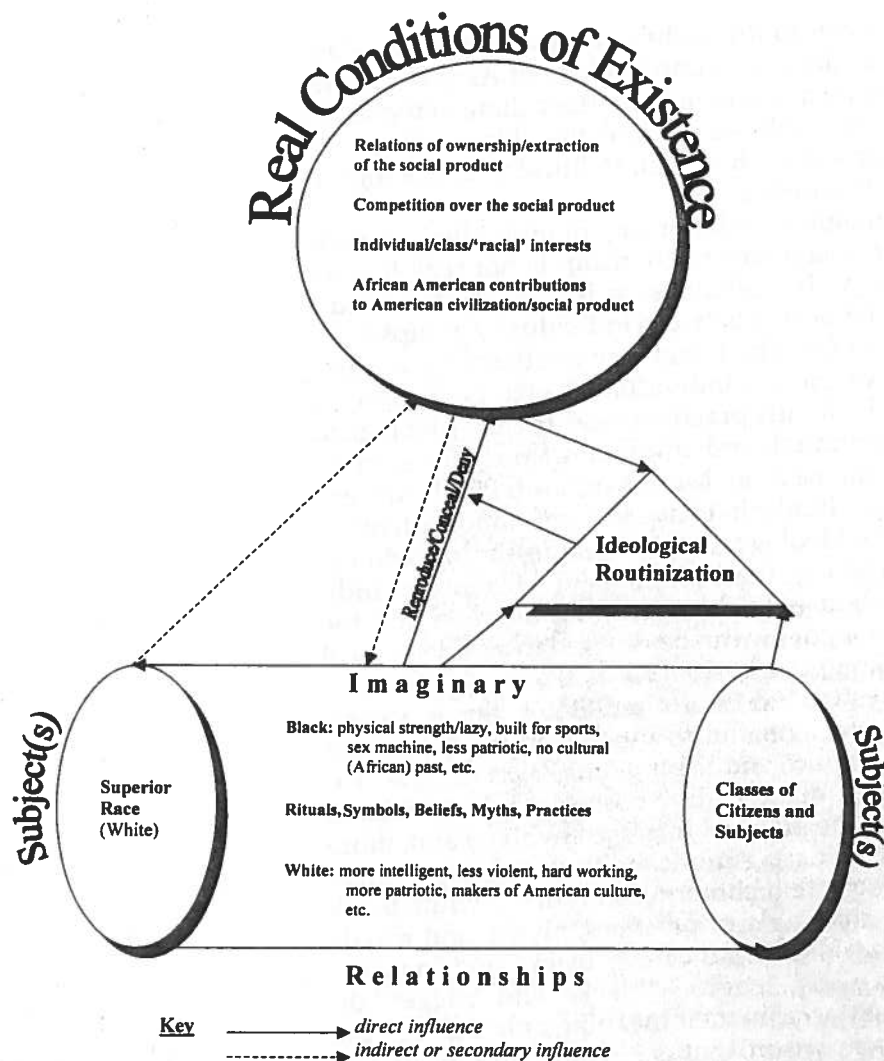 Real Conditions of Existence
Relations of ownership/extraction
of the social product
Competition over the social product
Individual/class/‘racial’ interests
African American contributions
to American civilization/social product
Reproduce/Conceal/Deny
Ideological
Routinization
Imaginary
Subject(s)
Superior
Race
(White)
Black: physical strength/lazy, built for sports,
sex machine, less patriotic, no cultural
(African) past, etc.
Rituals,Symbols, Beliefs, Myths, Practices
White: more intelligent, less violent, hard working,
more patriotic, makers of American culture,
etc.
Classes of
Citizens and
Subjects
Subject(s)
Relationships
Key
direct influence
indirect or secondary influence